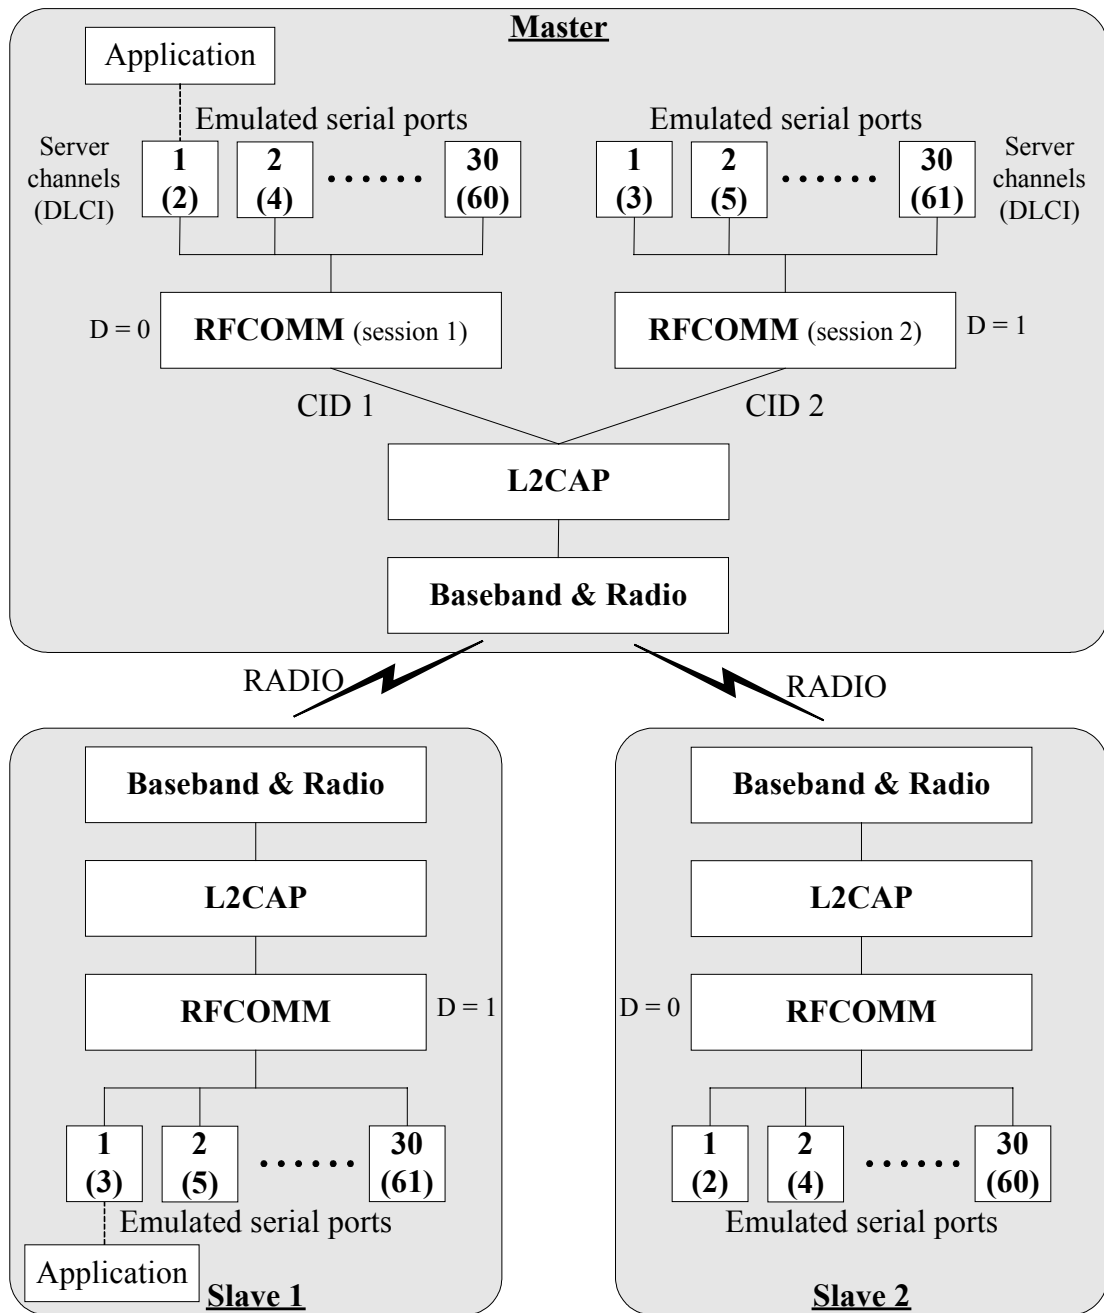 Master
Application
Emulated serial ports
Emulated serial ports
Server
channels
(DLCI)
1
(2)
2
(4)
30
(60)
1
(3)
2
(5)
30
(61)
Server
channels
(DLCI)
D = 0
RFCOMM (session 1)
RFCOMM (session 2)
D = 1
CID 1
CID 2
L2CAP
Baseband & Radio
RADIO
RADIO
Baseband & Radio
L2CAP
RFCOMM
D = 1
1
(3)
2
(5)
30
(61)
Emulated serial ports
Application
Slave 1
Baseband & Radio
L2CAP
D = 0
RFCOMM
1
(2)
2
(4)
30
(60)
Emulated serial ports
Slave 2